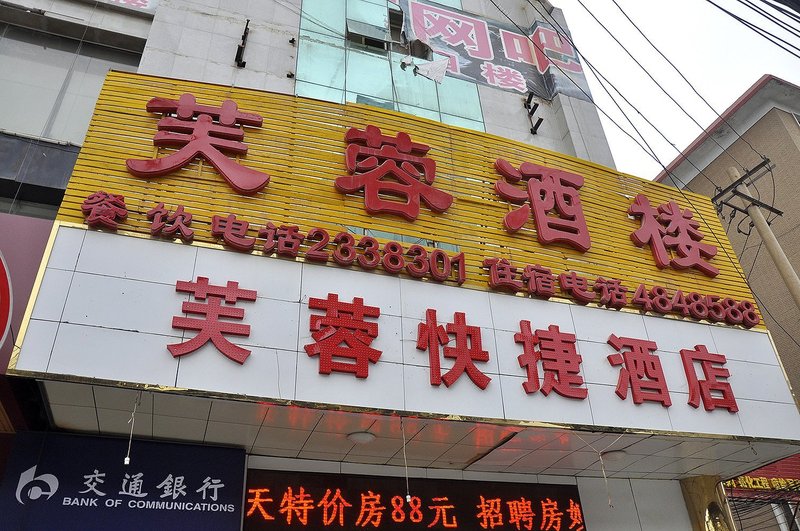 网吧
酒楼
芙蓉酒楼
餐饮电话2338301 住宿电话4848588
芙蓉快捷酒店
交通銀行
BANK OF COMMUNICATIONS
天特价房88元 招聘房